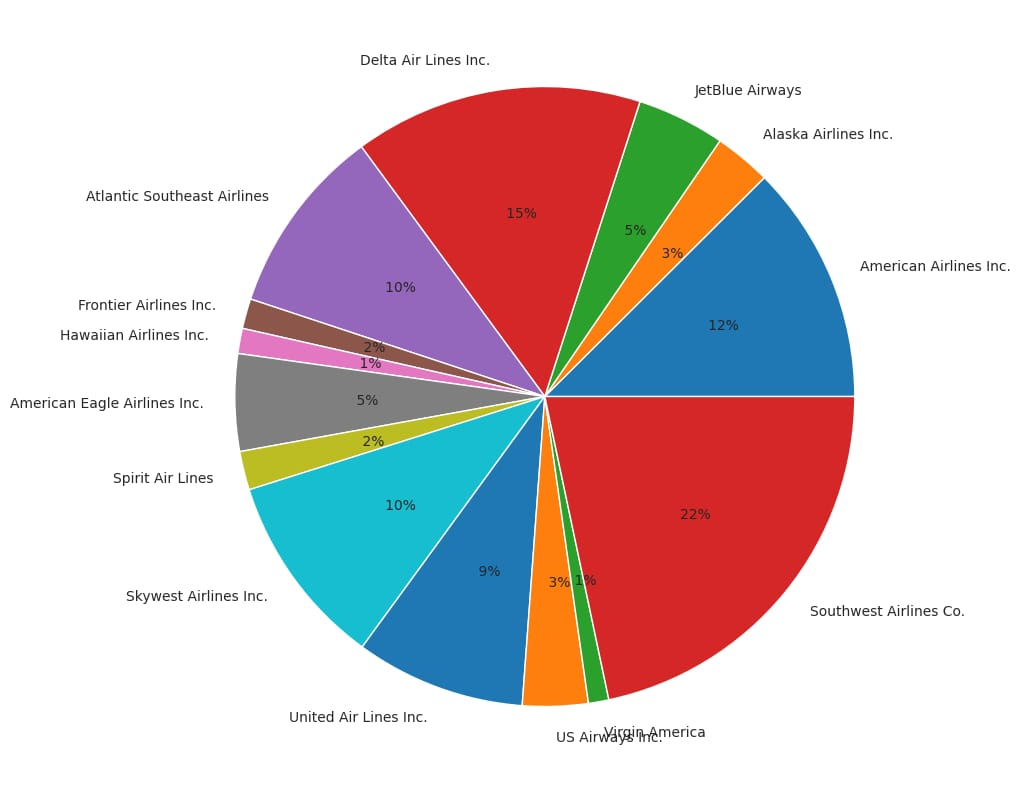 Delta Air Lines Inc.
JetBlue Airways
Alaska Airlines Inc.
Atlantic Southeast Airlines
15%
5%
3%
American Airlines Inc.
10%
Frontier Airlines Inc.
12%
Hawaiian Airlines Inc.
2%
1%
American Eagle Airlines Inc.
5%
2%
Spirit Air Lines
10%
22%
9%
3%
1%
Skywest Airlines Inc.
Southwest Airlines Co.
United Air Lines Inc.
US Airways Inc.
Virgin America